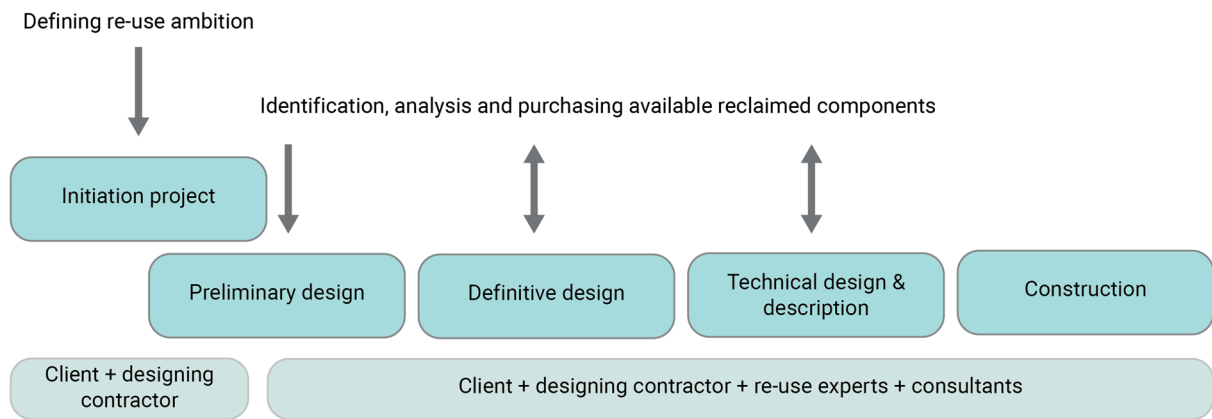 Defining re-use ambition
Identification, analysis and purchasing available reclaimed components
Initiation project
Preliminary design
Definitive design
Technical design &
description
Construction
Client + designing
contractor
Client + designing contractor + re-use experts + consultants